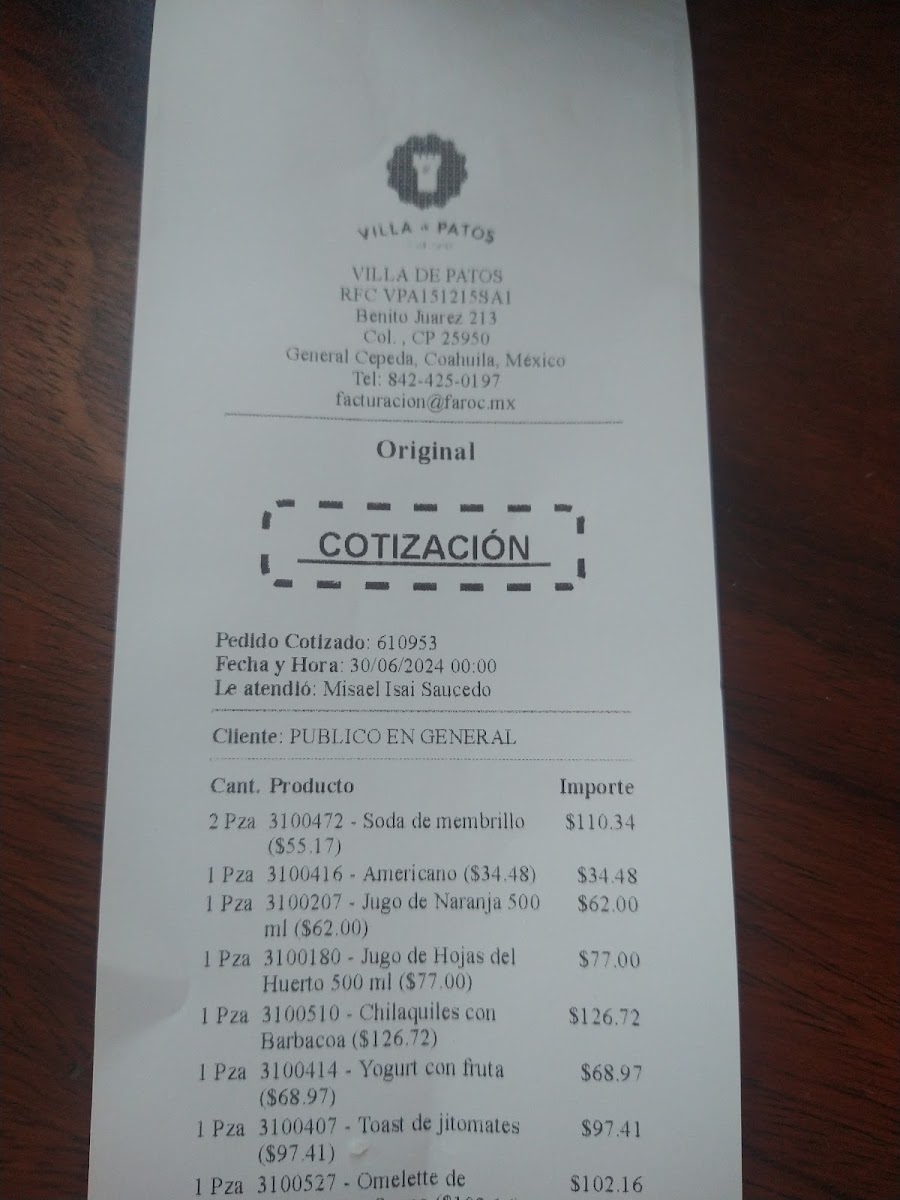 VILLA DE PATOS
VILLA DE PATOS
RFC VPA151215SA1
Benito Juarez 213
Col. , CP 25950
General Cepeda, Coahuila, México
Tel: 842-425-0197
facturacion@faroc.mx
Original
COTIZACIÓN
Pedido Cotizado: 610953
Fecha y Hora: 30/06/2024 00:00
Le atendió: Misael Isai Saucedo
Cliente: PUBLICO EN GENERAL
Cant. Producto Importe
2 Pza 3100472 - Soda de membrillo $110.34
($55.17)
1 Pza 3100416 - Americano ($34.48) $34.48
1 Pza 3100207 - Jugo de Naranja 500 $62.00
ml ($62.00)
1 Pza 3100180 - Jugo de Hojas del $77.00
Huerto 500 ml ($77.00)
1 Pza 3100510 - Chilaquiles con $126.72
Barbacoa ($126.72)
1 Pza 3100414 - Yogurt con fruta $68.97
($68.97)
1 Pza 3100407 - Toast de jitomates $97.41
($97.41)
1 Pza 3100527 - Omelette de $102.16